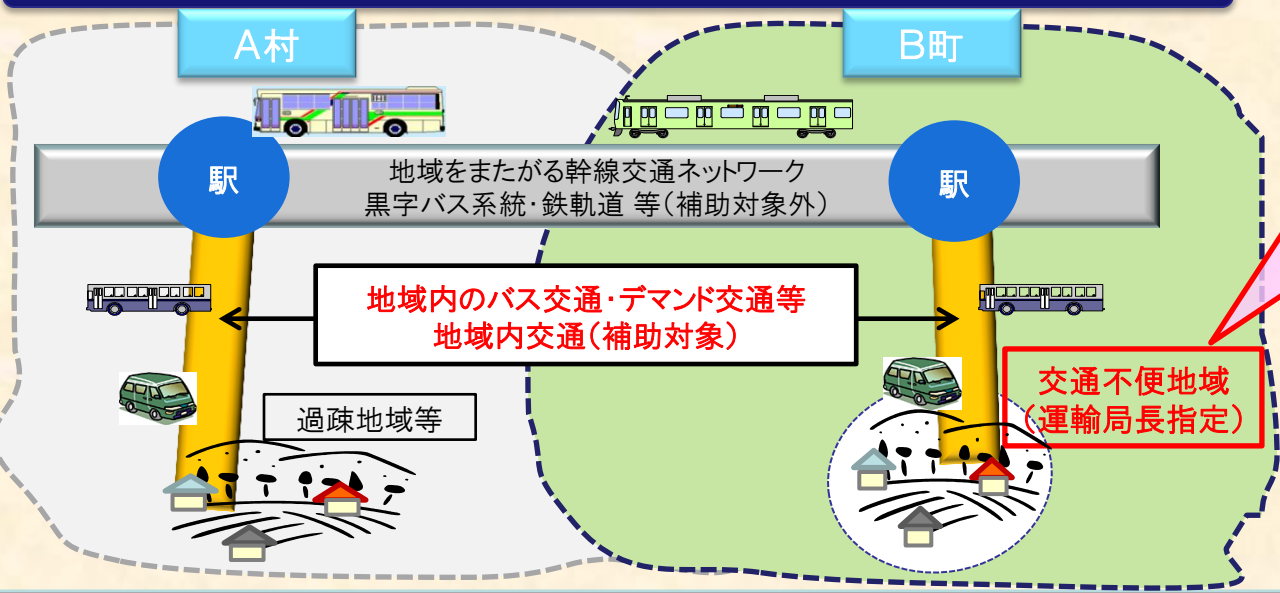 A村
B町
駅
地域をまたがる幹線交通ネットワーク
黒字バス系統・鉄軌道 等(補助対象外)
駅
地域内のバス交通・デマンド交通等
地域内交通(補助対象)
過疎地域等
交通不便地域
(運輸局長指定)